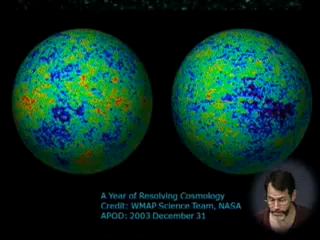 A Year of Resolving Cosmology
Credit: WMAP Science Team, NASA
APOD: 2003 December 31